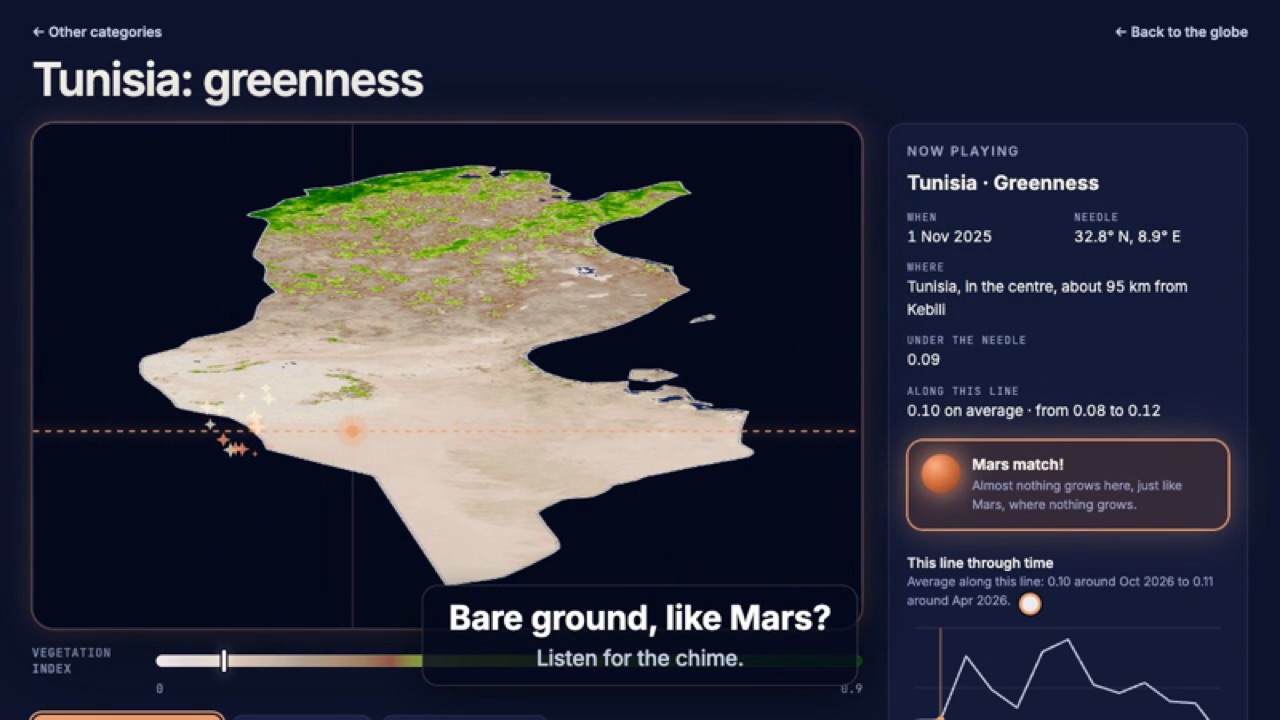 ← Other categories
← Back to the globe
Tunisia: greenness
NOW PLAYING
Tunisia · Greenness
WHEN
NEEDLE
1 Nov 2025
32.8° N, 8.9° E
WHERE
Tunisia, in the centre, about 95 km from
Kebili
UNDER THE NEEDLE
0.09
ALONG THIS LINE
0.10 on average · from 0.08 to 0.12
Mars match!
Almost nothing grows here, just like
Mars, where nothing grows.
This line through time
Average along this line: 0.10 around Oct 2026 to 0.11
around Apr 2026.
Bare ground, like Mars?
Listen for the chime.
VEGETATION
INDEX
0
0.9